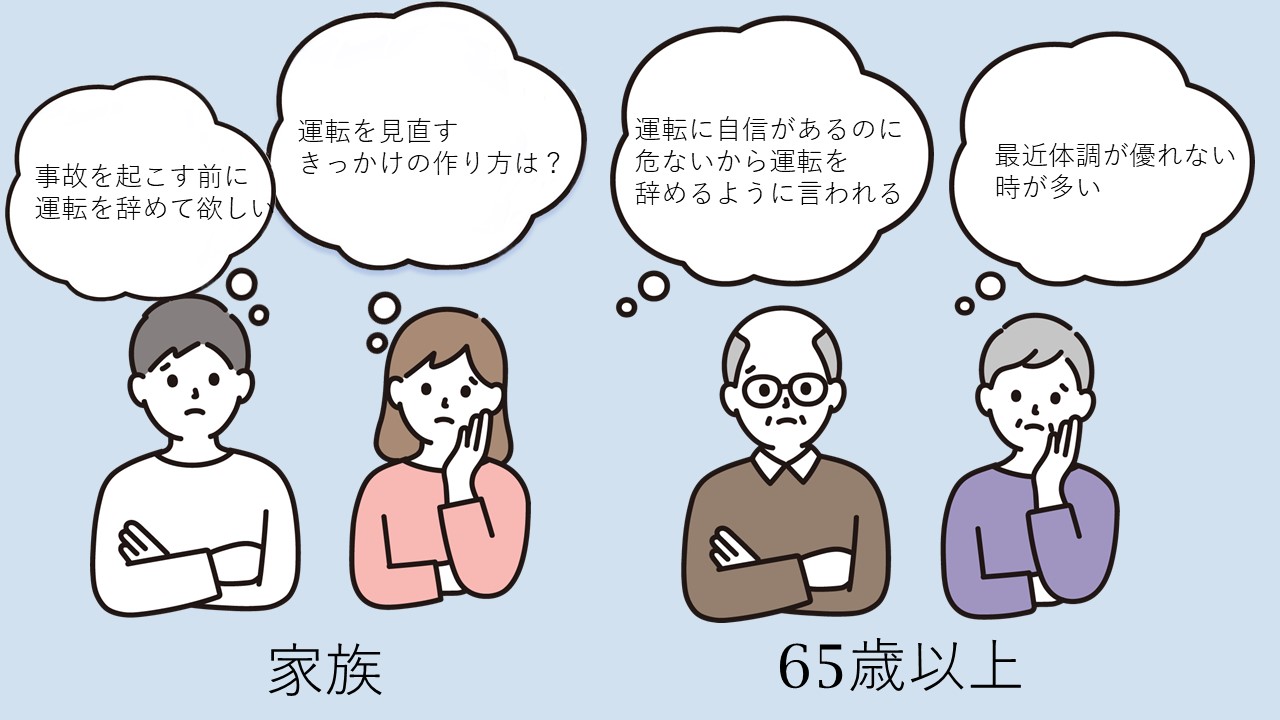 事故を起こす前に
運転を辞めて欲しい
運転を見直す
きっかけの作り方は？
運転に自信があるのに
危ないから運転を
辞めるように言われる
最近体調が優れない
時が多い
家族
65歳以上